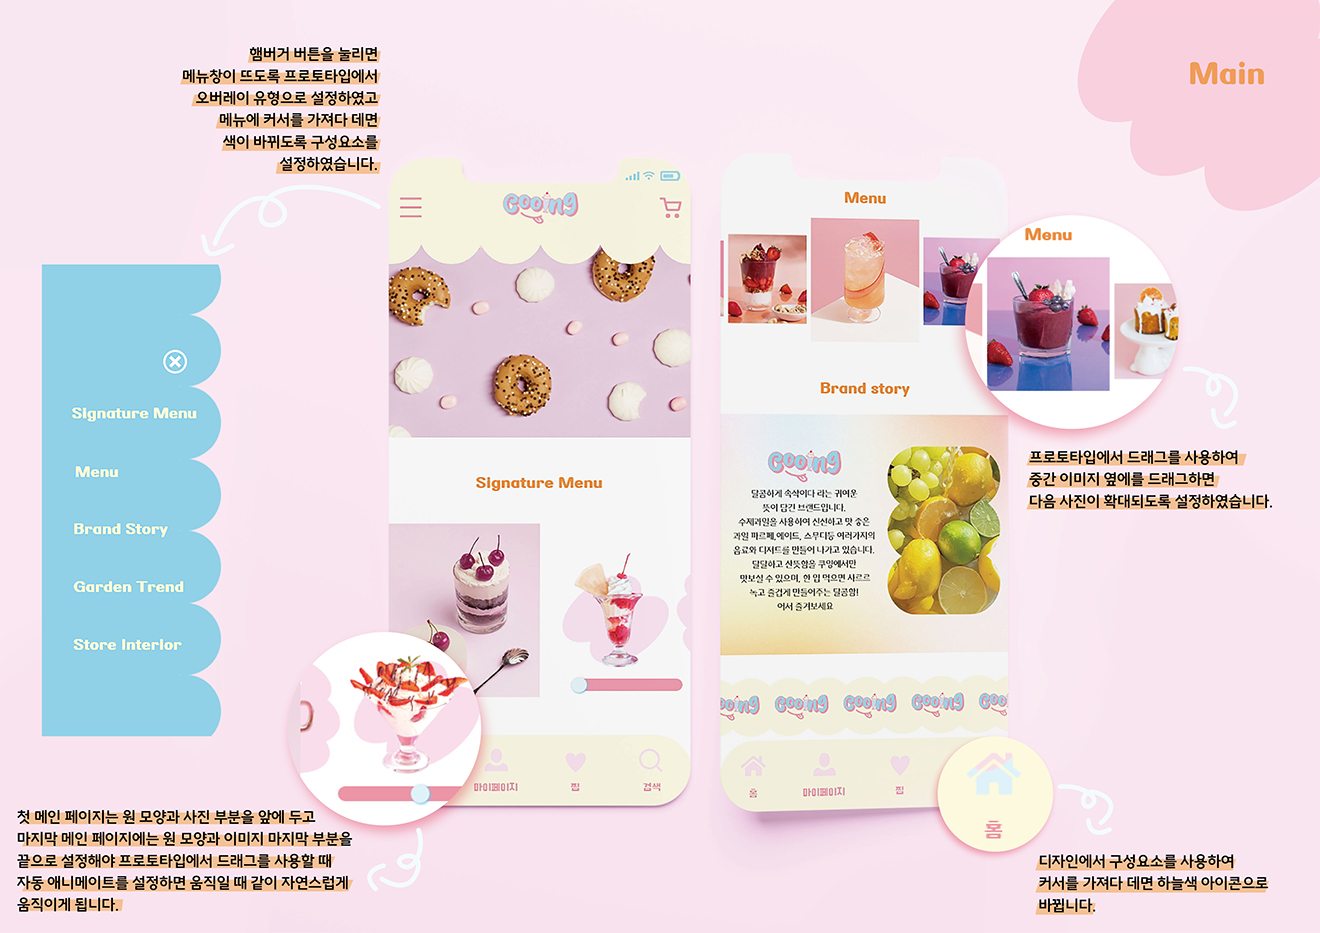 Main
햄버거 버튼을 눌리면
메뉴창이 뜨도록 프로토타입에서
오버레이 유형으로 설정하였고
메뉴에 커서를 가져다 데면
색이 바뀌도록 구성요소를
설정하였습니다.
Signature Menu
Menu
Brand Story
Garden Trend
Store Interior
cooing
Signature Menu
마이페이지
찜
검색
첫 메인 페이지는 원 모양과 사진 부분을 앞에 두고
마지막 메인 페이지에는 원 모양과 이미지 마지막 부분을
끝으로 설정해야 프로토타입에서 드래그를 사용할 때
자동 애니메이트를 설정하면 움직일 때 같이 자연스럽게
움직이게 됩니다.
Menu
Brand story
cooing
달콤하게 속삭이다 라는 귀여운
뜻이 담긴 브랜드입니다.
수제과일을 사용하여 신선하고 맛 좋은
과일 파르페,에이드, 스무디등 여러가지의
음료와 디저트를 만들어 나가고 있습니다.
달달하고 산뜻함을 쿠잉에서만
맛보실 수 있으며, 한 입 먹으면 사르르
녹고 즐겁게 만들어주는 달콤함!
어서 즐겨보세요
cooing cooing cooing cooing
홈
마이페이지
찜
Menu
프로토타입에서 드래그를 사용하여
중간 이미지 옆에를 드래그하면
다음 사진이 확대되도록 설정하였습니다.
홈
디자인에서 구성요소를 사용하여
커서를 가져다 데면 하늘색 아이콘으로
바뀝니다.